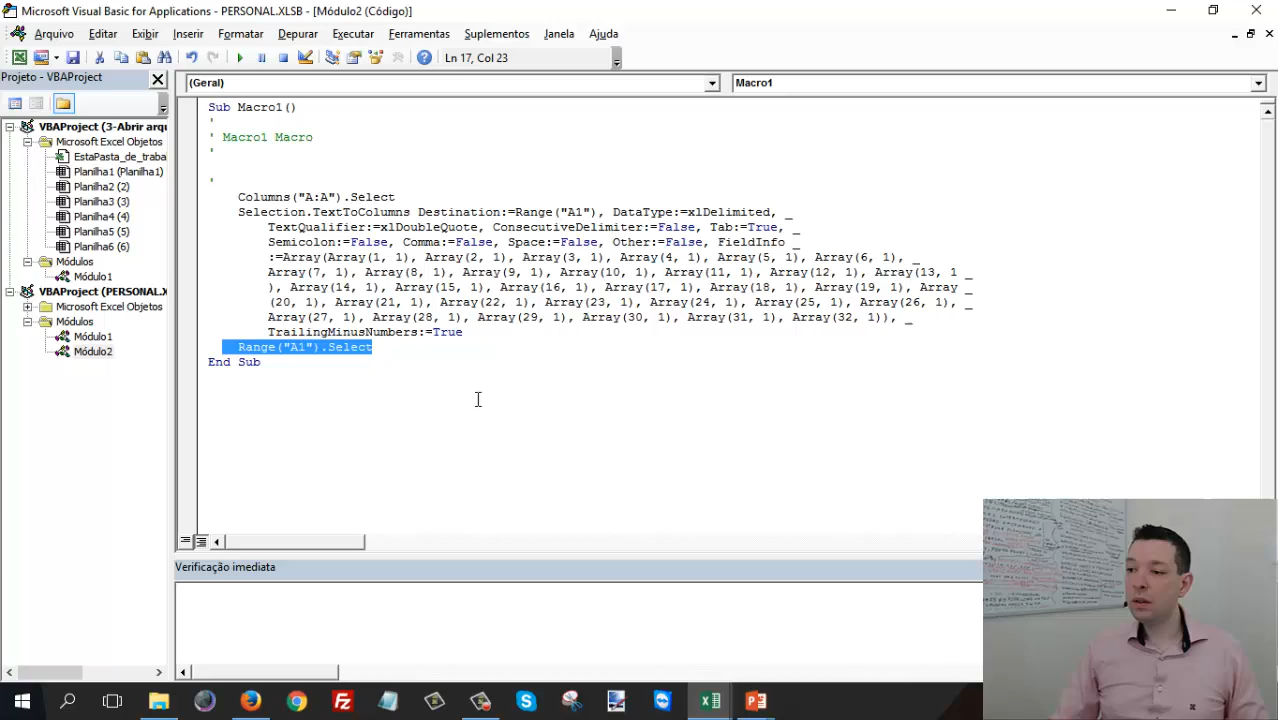 Microsoft Visual Basic for Applications - PERSONAL.XLSB - [Módulo2 (Código)]
Arquivo Editar Exibir Inserir Formatar Depurar Executar Ferramentas Suplementos Janela Ajuda
Ln 17, Col 23
Projeto - VBAProject
(Geral)
Macro1
VBAProject (3-Abrir arqu
Microsoft Excel Objetos
EstaPasta_de_traba
Planilha1 (Planilha1)
Planilha2 (2)
Planilha3 (3)
Planilha4 (4)
Planilha5 (5)
Planilha6 (6)
Módulos
Módulo1
VBAProject (PERSONAL.X
Microsoft Excel Objetos
Módulos
Módulo1
Módulo2
Sub Macro1()
'
' Macro1 Macro
'
'
Columns("A:A").Select
Selection.TextToColumns Destination:=Range("A1"), DataType:=xlDelimited, _
TextQualifier:=xlDoubleQuote, ConsecutiveDelimiter:=False, Tab:=True, _
Semicolon:=False, Comma:=False, Space:=False, Other:=False, FieldInfo _
:=Array(Array(1, 1), Array(2, 1), Array(3, 1), Array(4, 1), Array(5, 1), Array(6, 1), _
Array(7, 1), Array(8, 1), Array(9, 1), Array(10, 1), Array(11, 1), Array(12, 1), Array(13, 1 _
), Array(14, 1), Array(15, 1), Array(16, 1), Array(17, 1), Array(18, 1), Array(19, 1), Array _
(20, 1), Array(21, 1), Array(22, 1), Array(23, 1), Array(24, 1), Array(25, 1), Array(26, 1), _
Array(27, 1), Array(28, 1), Array(29, 1), Array(30, 1), Array(31, 1), Array(32, 1)), _
TrailingMinusNumbers:=True
Range("A1").Select
End Sub
Verificação imediata